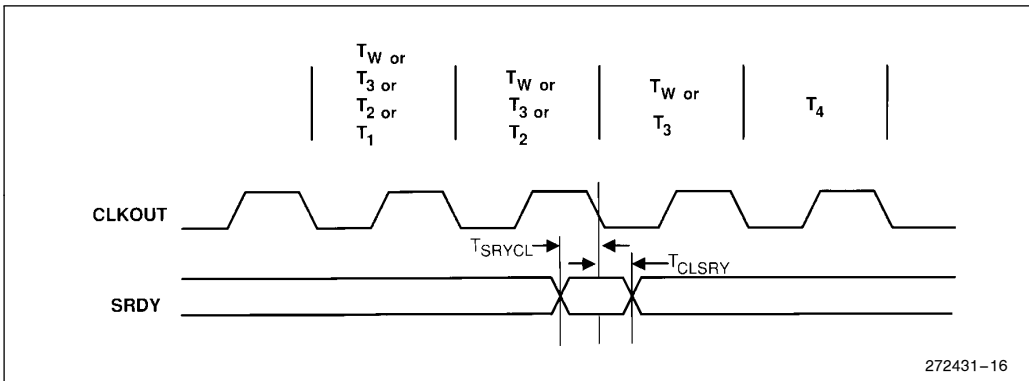 TW or
T3 or
T2 or
T1
TW or
T3 or
T2
TW or
T3
T4
CLKOUT
TSRYCL
TCLSRY
SRDY
272431–16